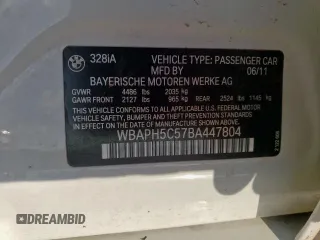 328iA VEHICLE TYPE: PASSENGER CAR
MFD BY 06/11
BAYERISCHE MOTOREN WERKE AG
GVWR 4486 lbs 2035 kg
GAWR FRONT 2127 lbs 965 kg REAR 2524 lbs 1145 kg
THIS VEHICLE CONFORMS TO ALL APPLICABLE U.S. FEDERAL MOTOR
VEHICLE SAFETY, BUMPER, AND THEFT PREVENTION STANDARDS IN
EFFECT ON THE DATE OF MANUFACTURE SHOWN ABOVE.
WBAPH5C57BA447804
DREAMBID